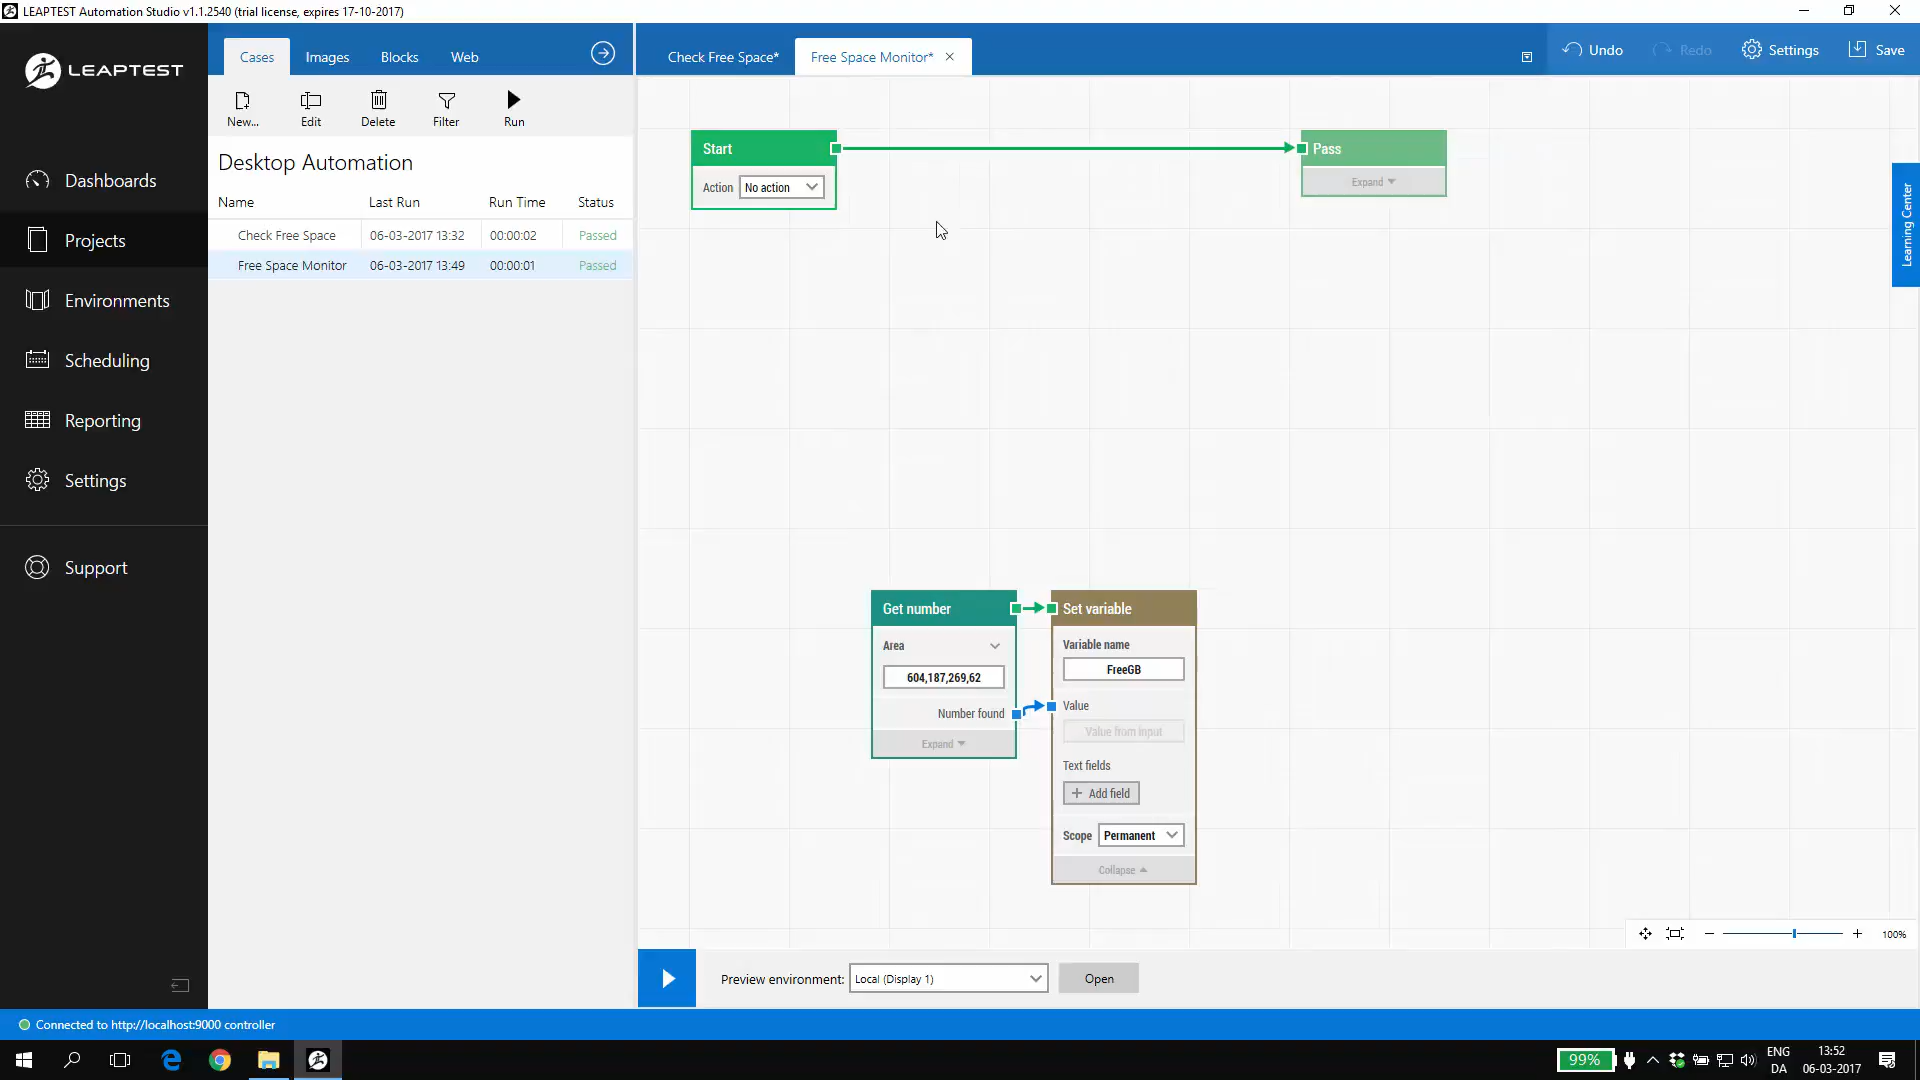 LEAPTEST Automation Studio v1.1.2540 (trial license, expires 17-10-2017)
LEAPTEST
Dashboards
Projects
Environments
Scheduling
Reporting
Settings
Support
Cases Images Blocks Web
New... Edit Delete Filter Run
Desktop Automation
Name Last Run Run Time Status
Check Free Space 06-03-2017 13:32 00:00:02 Passed
Free Space Monitor 06-03-2017 13:49 00:00:01 Passed
Check Free Space* Free Space Monitor*
Undo Redo Settings Save
Learning Center
Start
Action No action
Pass
Expand
Get number
Area
604,187,269,62
Number found
Expand
Set variable
Variable name
FreeGB
Value
Value from input
Text fields
+ Add field
Scope Permanent
Collapse
100%
Preview environment: Local (Display 1) Open
Connected to http://localhost:9000 controller
99%
ENG
DA
13:52
06-03-2017